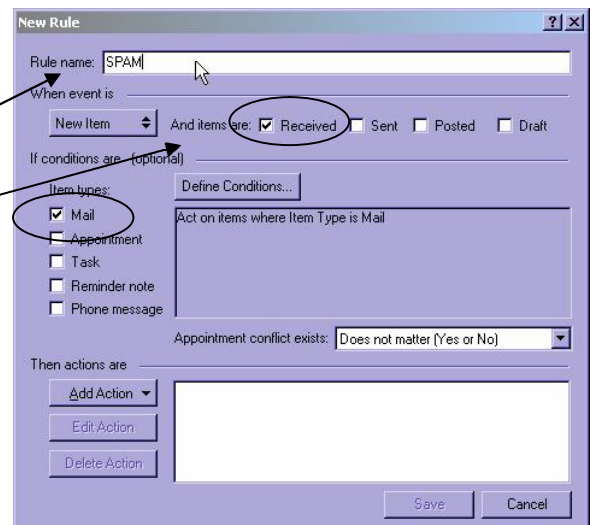 New Rule
Rule name: SPAM
When event is
New Item And items are: Received Sent Posted Draft
If conditions are (optional)
Item types: Define Conditions...
Mail Act on items where Item Type is Mail
Appointment
Task
Reminder note
Phone message
Appointment conflict exists: Does not matter (Yes or No)
Then actions are
Add Action
Edit Action
Delete Action
Save Cancel